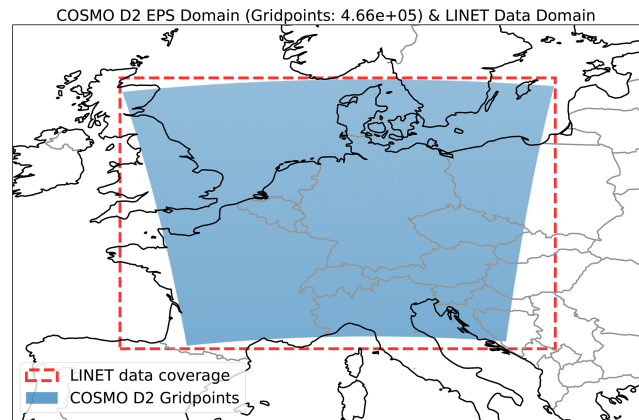 COSMO D2 EPS Domain (Gridpoints: 4.66e+05) & LINET Data Domain
LINET data coverage
COSMO D2 Gridpoints